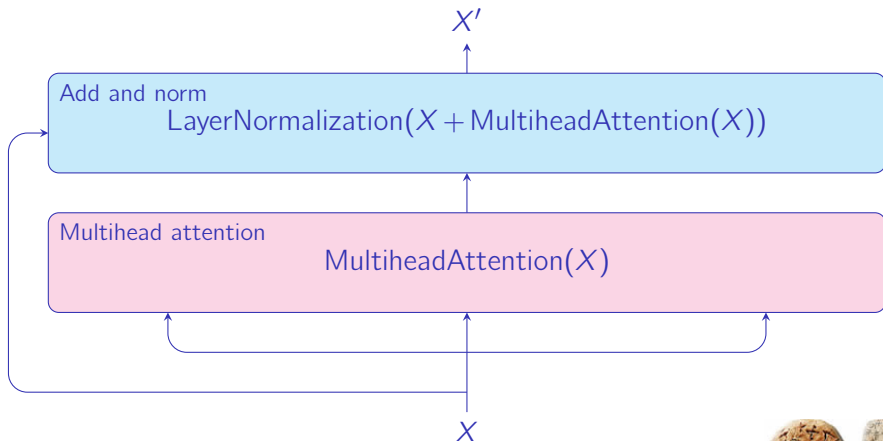 X′
Add and norm
LayerNormalization(X + MultiheadAttention(X))
Multihead attention
MultiheadAttention(X)
X